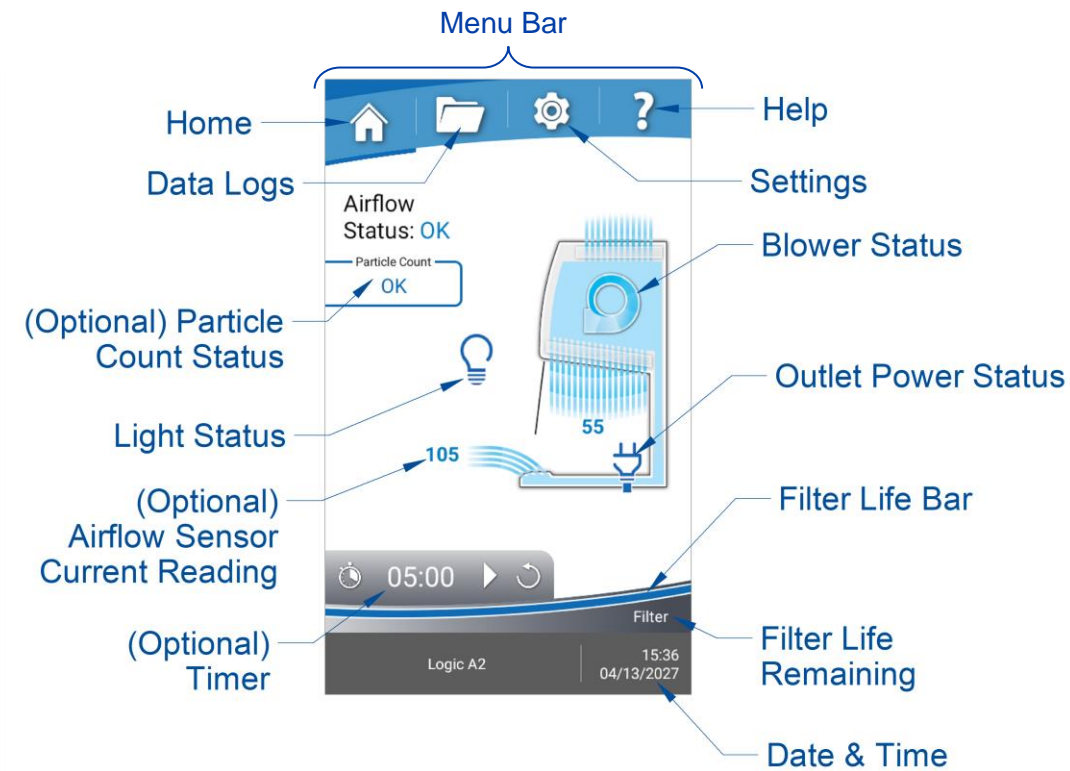 Menu Bar
Home
Help
Data Logs
Settings
Airflow
Status: OK
Blower Status
Particle Count
OK
(Optional) Particle
Count Status
Outlet Power Status
Light Status
55
105
(Optional)
Airflow Sensor
Current Reading
Filter Life Bar
05:00
Filter
(Optional)
Timer
Filter Life
Remaining
Logic A2
15:36
04/13/2027
Date & Time